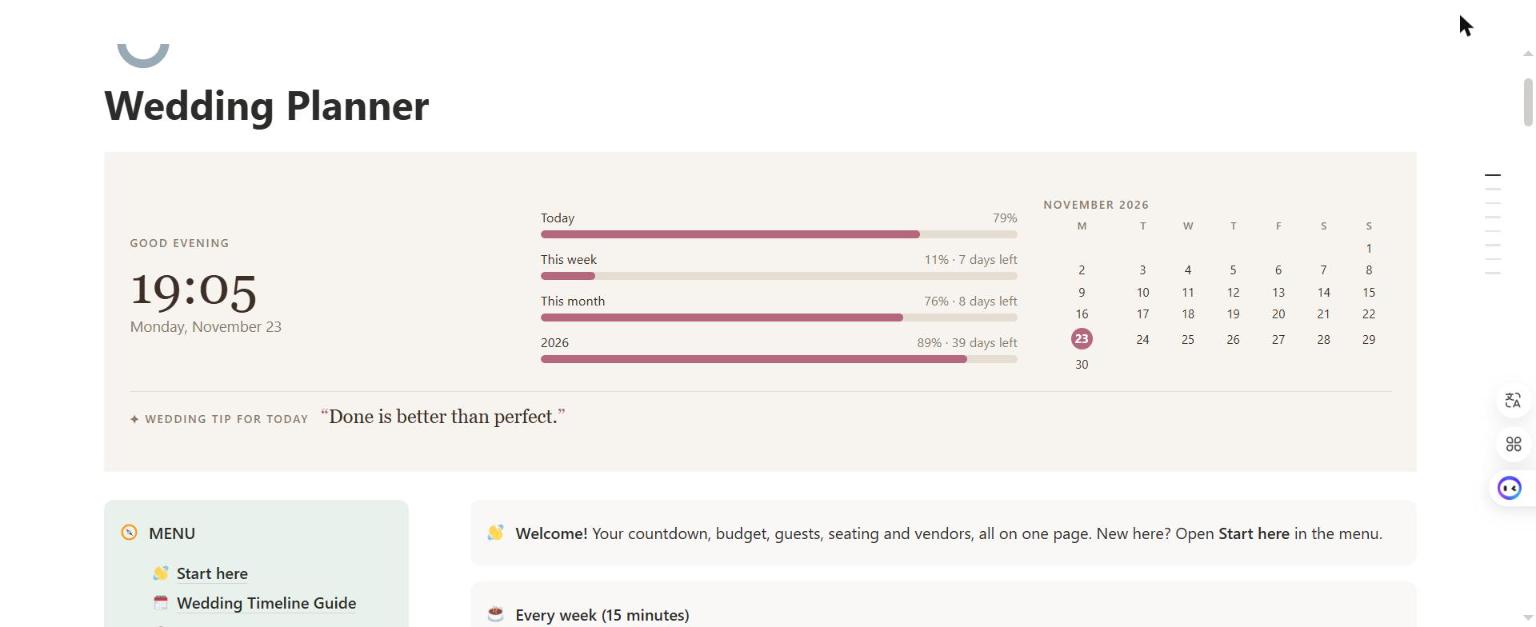 Wedding Planner
GOOD EVENING
19:05
Monday, November 23
Today 79%
This week 11% · 7 days left
This month 76% · 8 days left
2026 89% · 39 days left
NOVEMBER 2026
M T W T F S S
1
2 3 4 5 6 7 8
9 10 11 12 13 14 15
16 17 18 19 20 21 22
23 24 25 26 27 28 29
30
✦ WEDDING TIP FOR TODAY “Done is better than perfect.”
MENU
Start here
Wedding Timeline Guide
Welcome! Your countdown, budget, guests, seating and vendors, all on one page. New here? Open Start here in the menu.
Every week (15 minutes)